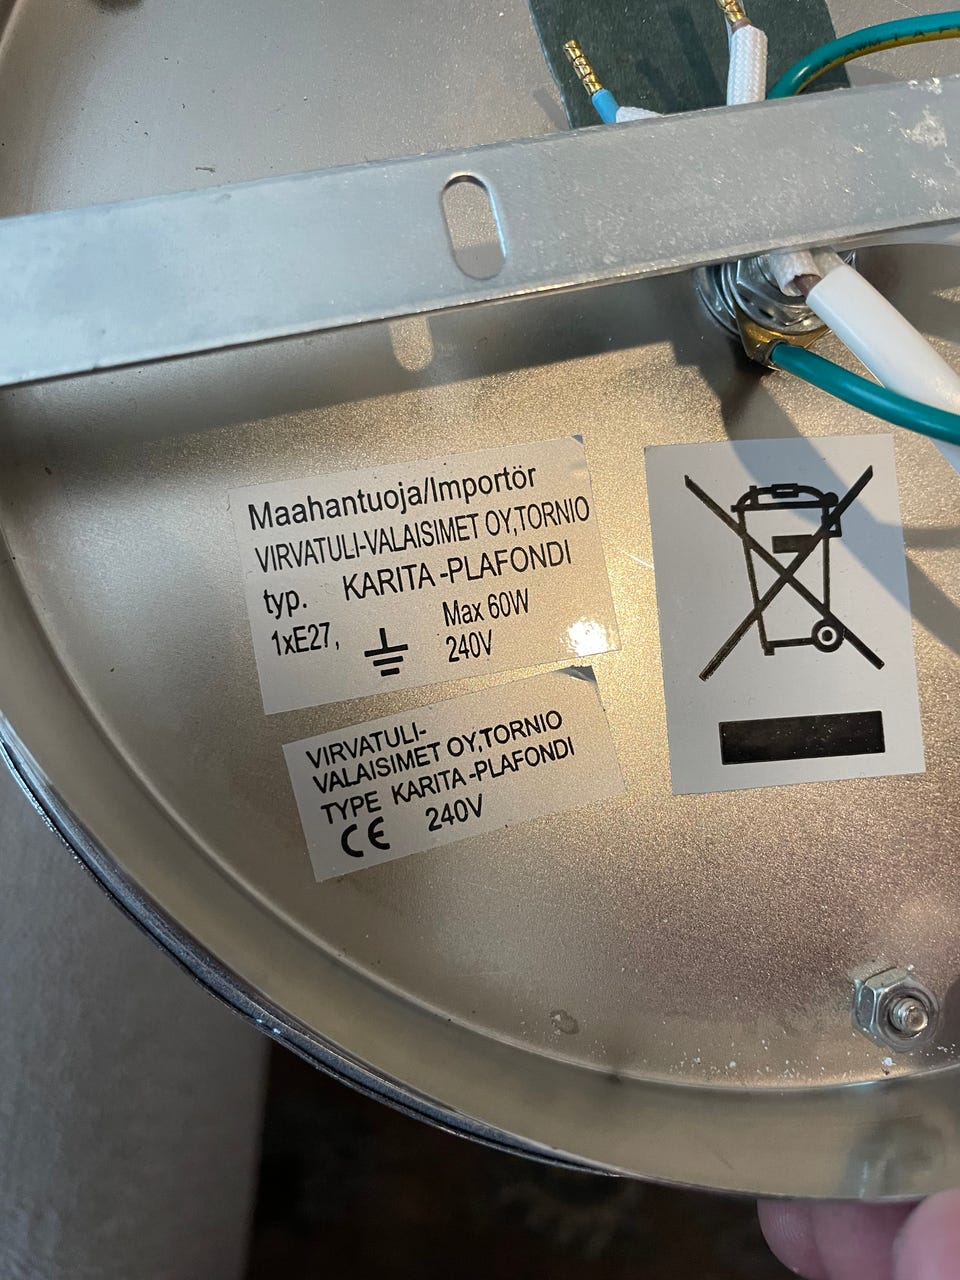 Maahantuoja/Importör
VIRVATULI-VALAISIMET OY,TORNIO
typ. KARITA -PLAFONDI
1xE27, Max 60W
240V
VIRVATULI-
VALAISIMET OY,TORNIO
TYPE KARITA -PLAFONDI
CE 240V